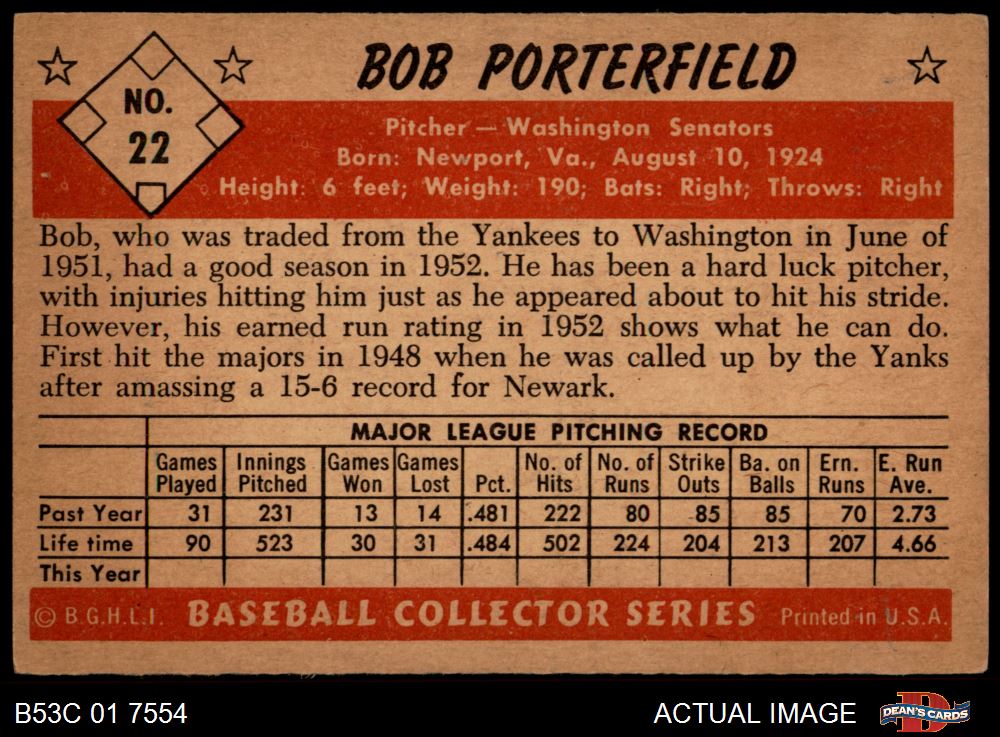 BOB PORTERFIELD
NO.
22
Pitcher — Washington Senators
Born: Newport, Va., August 10, 1924
Height: 6 feet; Weight: 190; Bats: Right; Throws: Right
Bob, who was traded from the Yankees to Washington in June of
1951, had a good season in 1952. He has been a hard luck pitcher,
with injuries hitting him just as he appeared about to hit his stride.
However, his earned run rating in 1952 shows what he can do.
First hit the majors in 1948 when he was called up by the Yanks
after amassing a 15-6 record for Newark.
MAJOR LEAGUE PITCHING RECORD
Games Innings Games Games No. of No. of Strike Ba. on Ern. E. Run
Played Pitched Won Lost Pct. Hits Runs Outs Balls Runs Ave.
Past Year 31 231 13 14 .481 222 80 85 85 70 2.73
Life time 90 523 30 31 .484 502 224 204 213 207 4.66
This Year
© B.G.H.L.I. BASEBALL COLLECTOR SERIES Printed in U.S.A.
B53C 01 7554 ACTUAL IMAGE DEAN'S CARDS